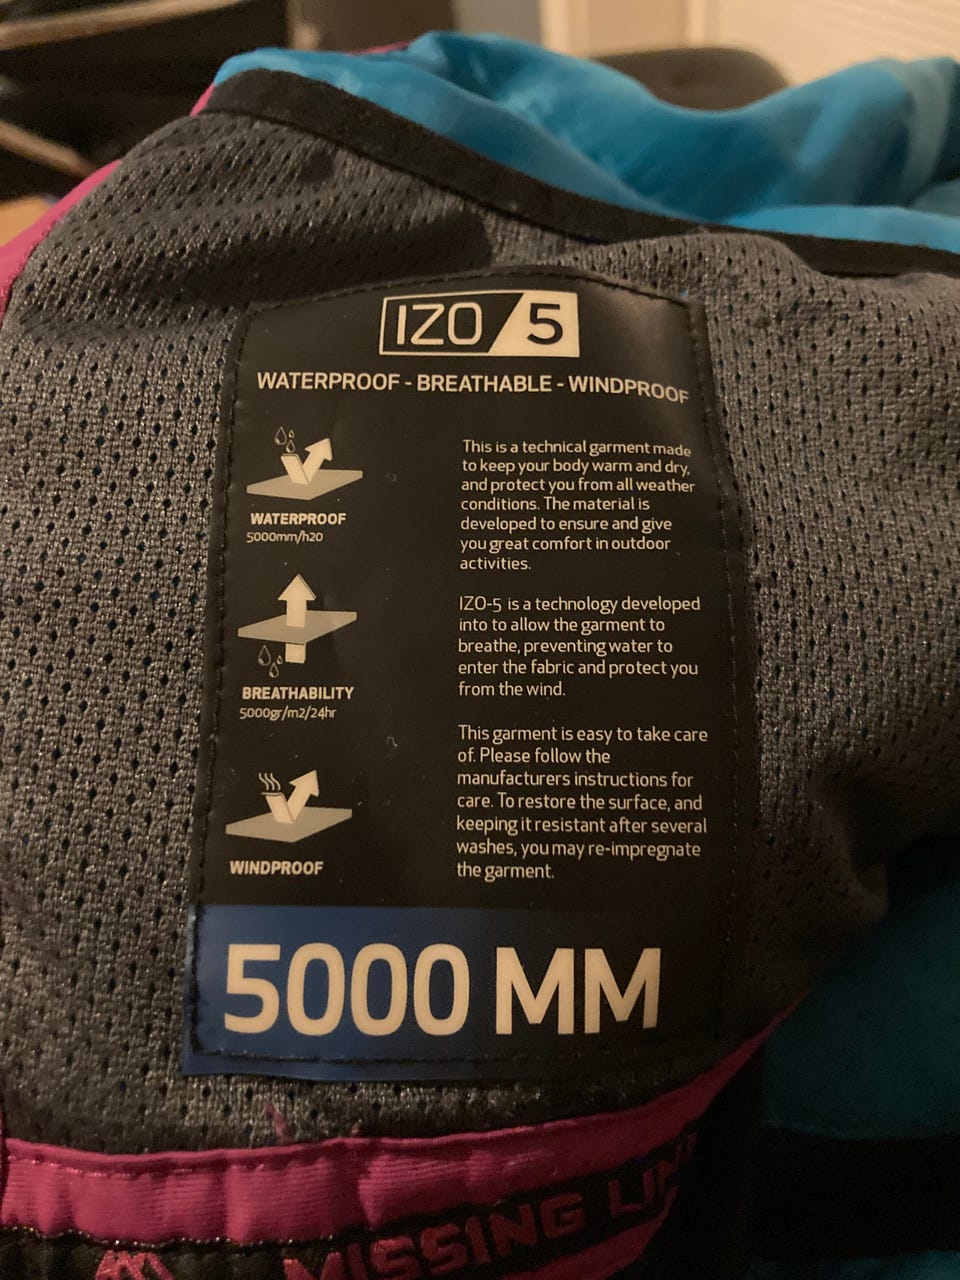 IZO/5
WATERPROOF - BREATHABLE - WINDPROOF
WATERPROOF
5000mm/h20
BREATHABILITY
5000gr/m2/24hr
WINDPROOF
This is a technical garment made
to keep your body warm and dry,
and protect you from all weather
conditions. The material is
developed to ensure and give
you great comfort in outdoor
activities.
IZO-5 is a technology developed
into to allow the garment to
breathe, preventing water to
enter the fabric and protect you
from the wind.
This garment is easy to take care
of. Please follow the
manufacturers instructions for
care. To restore the surface, and
keeping it resistant after several
washes, you may re-impregnate
the garment.
5000 MM
MISSING